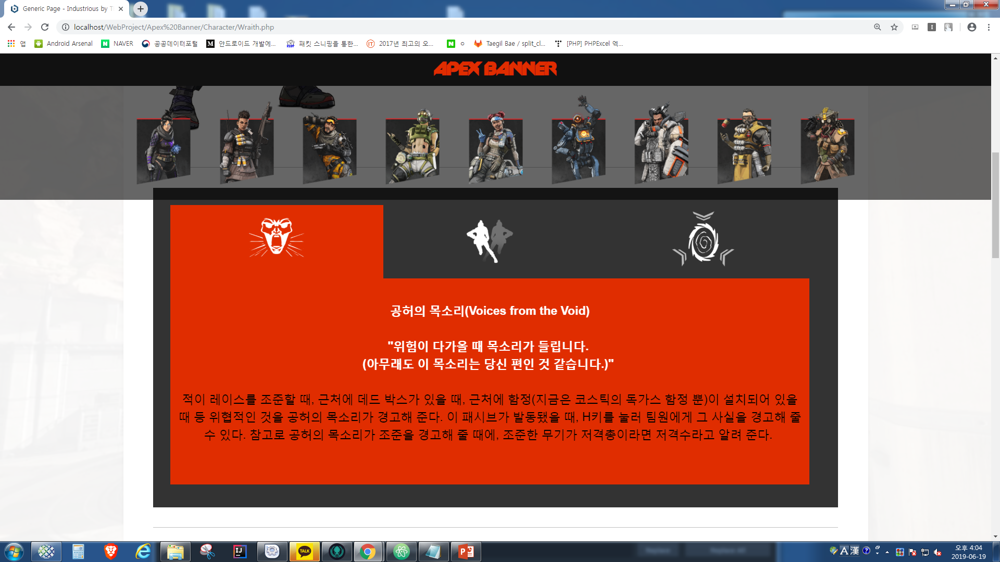 Generic Page - Industrious by T
localhost/WebProject/Apex%20Banner/Character/Wraith.php
앱
Android Arsenal
NAVER
공공데이터포털
안드로이드 개발에...
패킷 스니핑을 통한...
2017년 최고의 오...
ㅇ
Taegil Bae / split_cl...
[PHP] PHPExcel 엑...
APEX BANNER
공허의 목소리(Voices from the Void)
"위험이 다가올 때 목소리가 들립니다.
(아무래도 이 목소리는 당신 편인 것 같습니다.)"
적이 레이스를 조준할 때, 근처에 데드 박스가 있을 때, 근처에 함정(지금은 코스틱의 독가스 함정 뿐)이 설치되어 있을
때 등 위협적인 것을 공허의 목소리가 경고해 준다. 이 패시브가 발동됐을 때, H키를 눌러 팀원에게 그 사실을 경고해 줄
수 있다. 참고로 공허의 목소리가 조준을 경고해 줄 때에, 조준한 무기가 저격총이라면 저격수라고 알려 준다.
IJ
TALK
A 漢
오후 4:04
2019-06-19